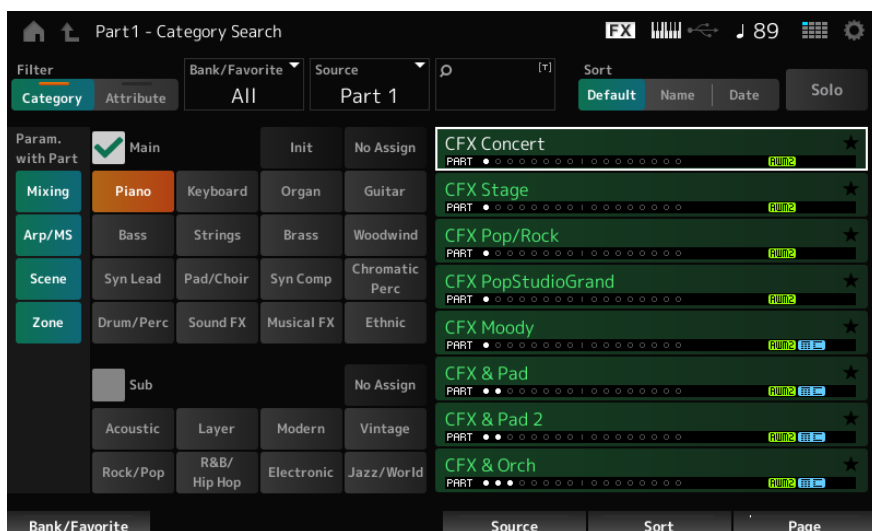 Part1 - Category Search
FX
89
Filter
Category
Attribute
Bank/Favorite
All
Source
Part 1
[T]
Sort
Default
Name
Date
Solo
Param.
with Part
Mixing
Arp/MS
Scene
Zone
Main
Init
No Assign
Piano
Keyboard
Organ
Guitar
Bass
Strings
Brass
Woodwind
Syn Lead
Pad/Choir
Syn Comp
Chromatic
Perc
Drum/Perc
Sound FX
Musical FX
Ethnic
Sub
No Assign
Acoustic
Layer
Modern
Vintage
Rock/Pop
R&B/
Hip Hop
Electronic
Jazz/World
CFX Concert
PART
AWM2
CFX Stage
PART
AWM2
CFX Pop/Rock
PART
AWM2
CFX PopStudioGrand
PART
AWM2
CFX Moody
PART
AWM2
CFX & Pad
PART
AWM2
CFX & Pad 2
PART
AWM2
CFX & Orch
PART
AWM2
Bank/Favorite
Source
Sort
Page